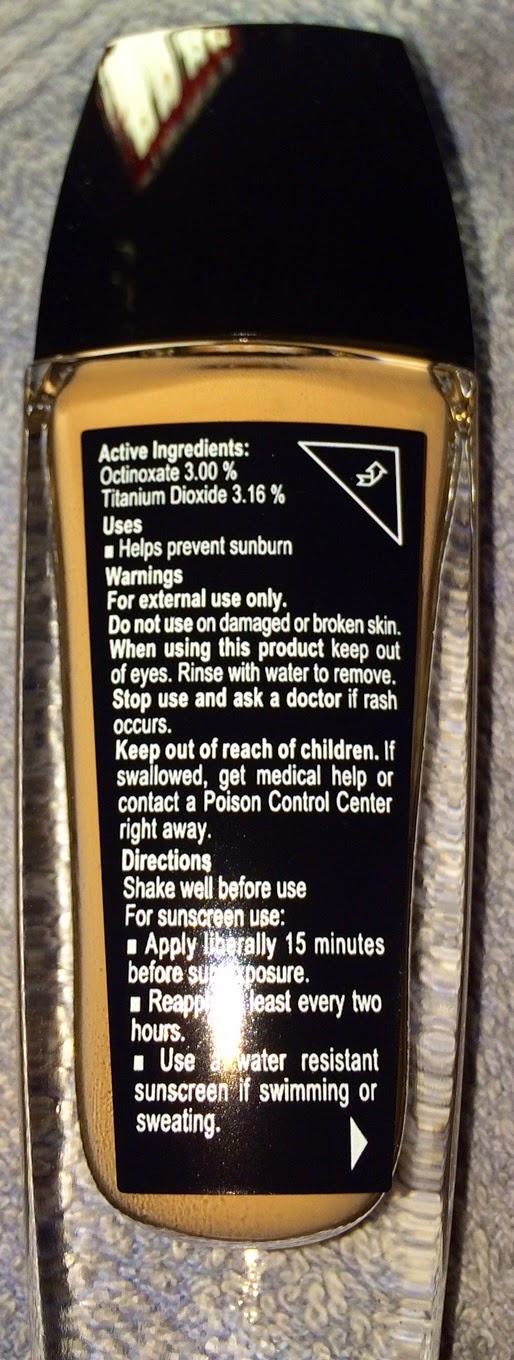 Active Ingredients:
Octinoxate 3.00 %
Titanium Dioxide 3.16 %
Uses
▪ Helps prevent sunburn
Warnings
For external use only.
Do not use on damaged or broken skin.
When using this product keep out
of eyes. Rinse with water to remove.
Stop use and ask a doctor if rash
occurs.
Keep out of reach of children. If
swallowed, get medical help or
contact a Poison Control Center
right away.
Directions
Shake well before use
For sunscreen use:
▪ Apply liberally 15 minutes
before sun exposure.
▪ least every two
hours.
▪ Use a water resistant
sunscreen if swimming or
sweating.